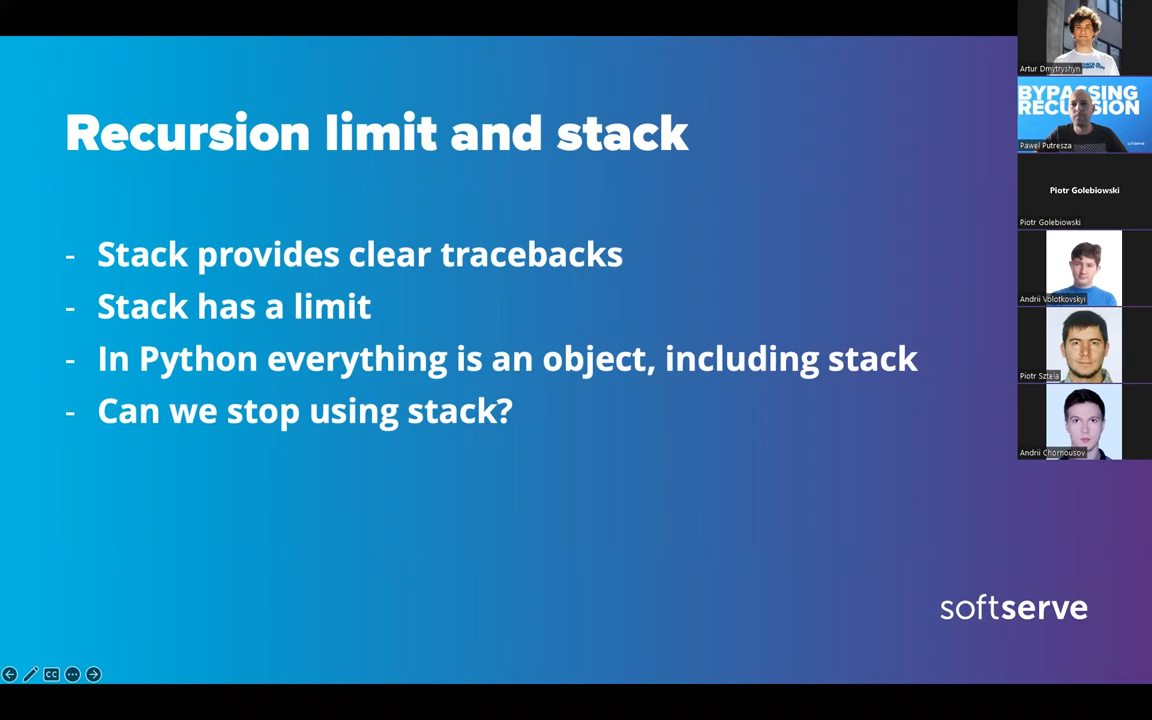 Recursion limit and stack
- Stack provides clear tracebacks
- Stack has a limit
- In Python everything is an object, including stack
- Can we stop using stack?
softserve
CC
Artur Dmytryshyn
BYPASSING
RECURSION
Pawel Putresza
Piotr Golebiowski
Piotr Golebiowski
Andrii Volotkovskyi
Piotr Sztela
Andrii Chornousov